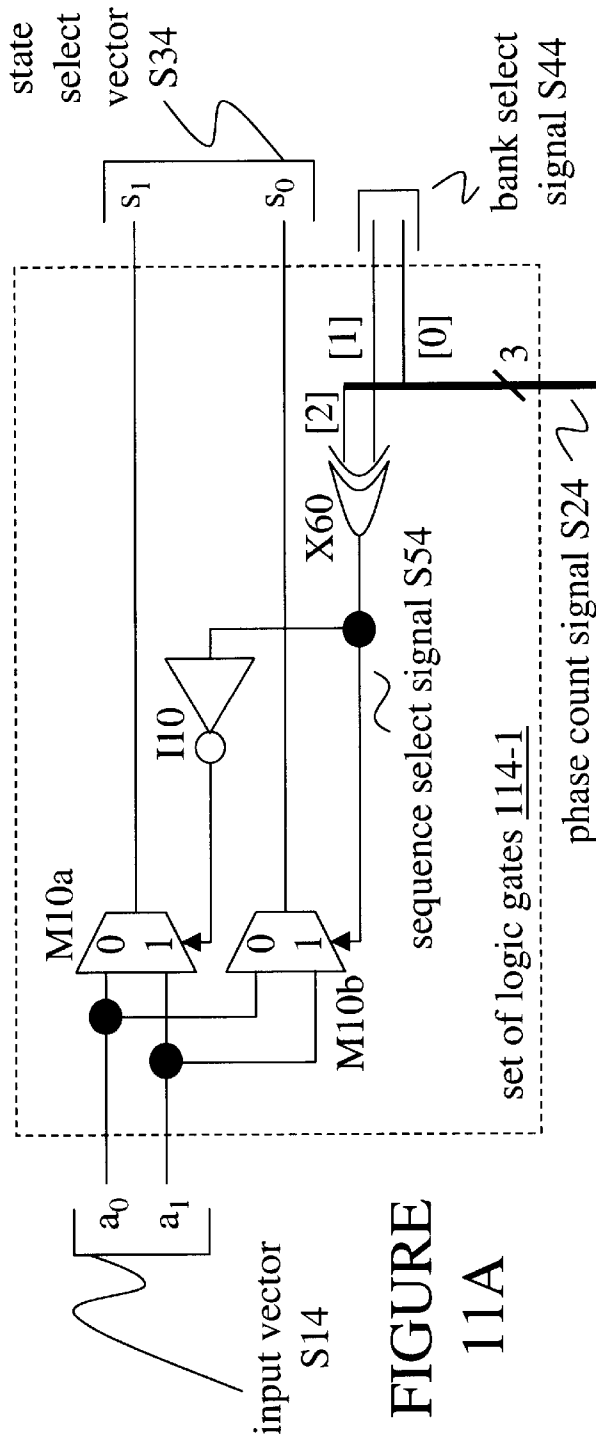 state
select
vector
S34
s1
s0
bank select
signal S44
[1]
[0]
[2]
3
X60
I10
M10a
0
1
0
1
M10b
sequence select signal S54
set of logic gates 114-1
phase count signal S24
a0
a1
input vector
S14
FIGURE
11A